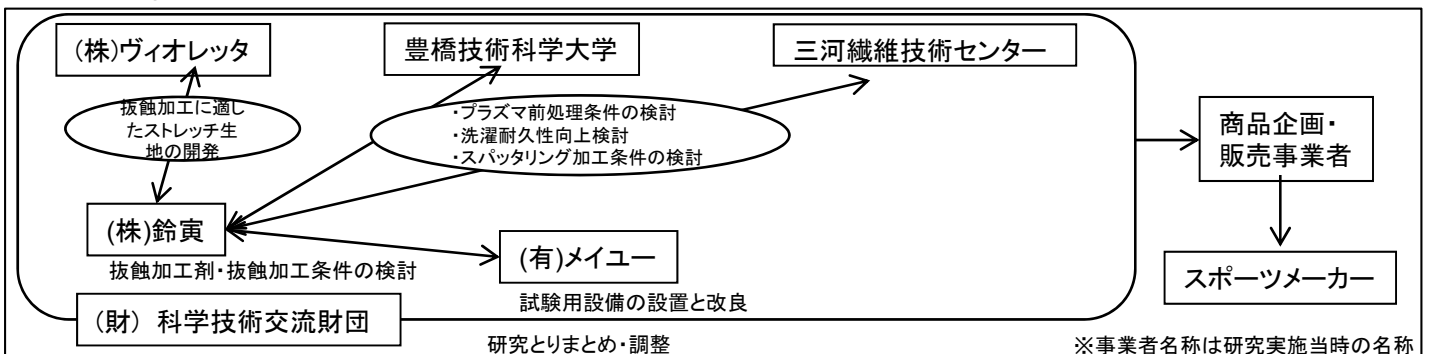 (株)ヴィオレッタ
豊橋技術科学大学
三河繊維技術センター
抜蝕加工に適し
たストレッチ生
地の開発
・プラズマ前処理条件の検討
・洗濯耐久性向上検討
・スパッタリング加工条件の検討
商品企画・
販売事業者
(株)鈴寅
抜蝕加工剤・抜蝕加工条件の検討
(有)メイユー
試験用設備の設置と改良
スポーツメーカー
(財) 科学技術交流財団
研究とりまとめ・調整
※事業者名称は研究実施当時の名称